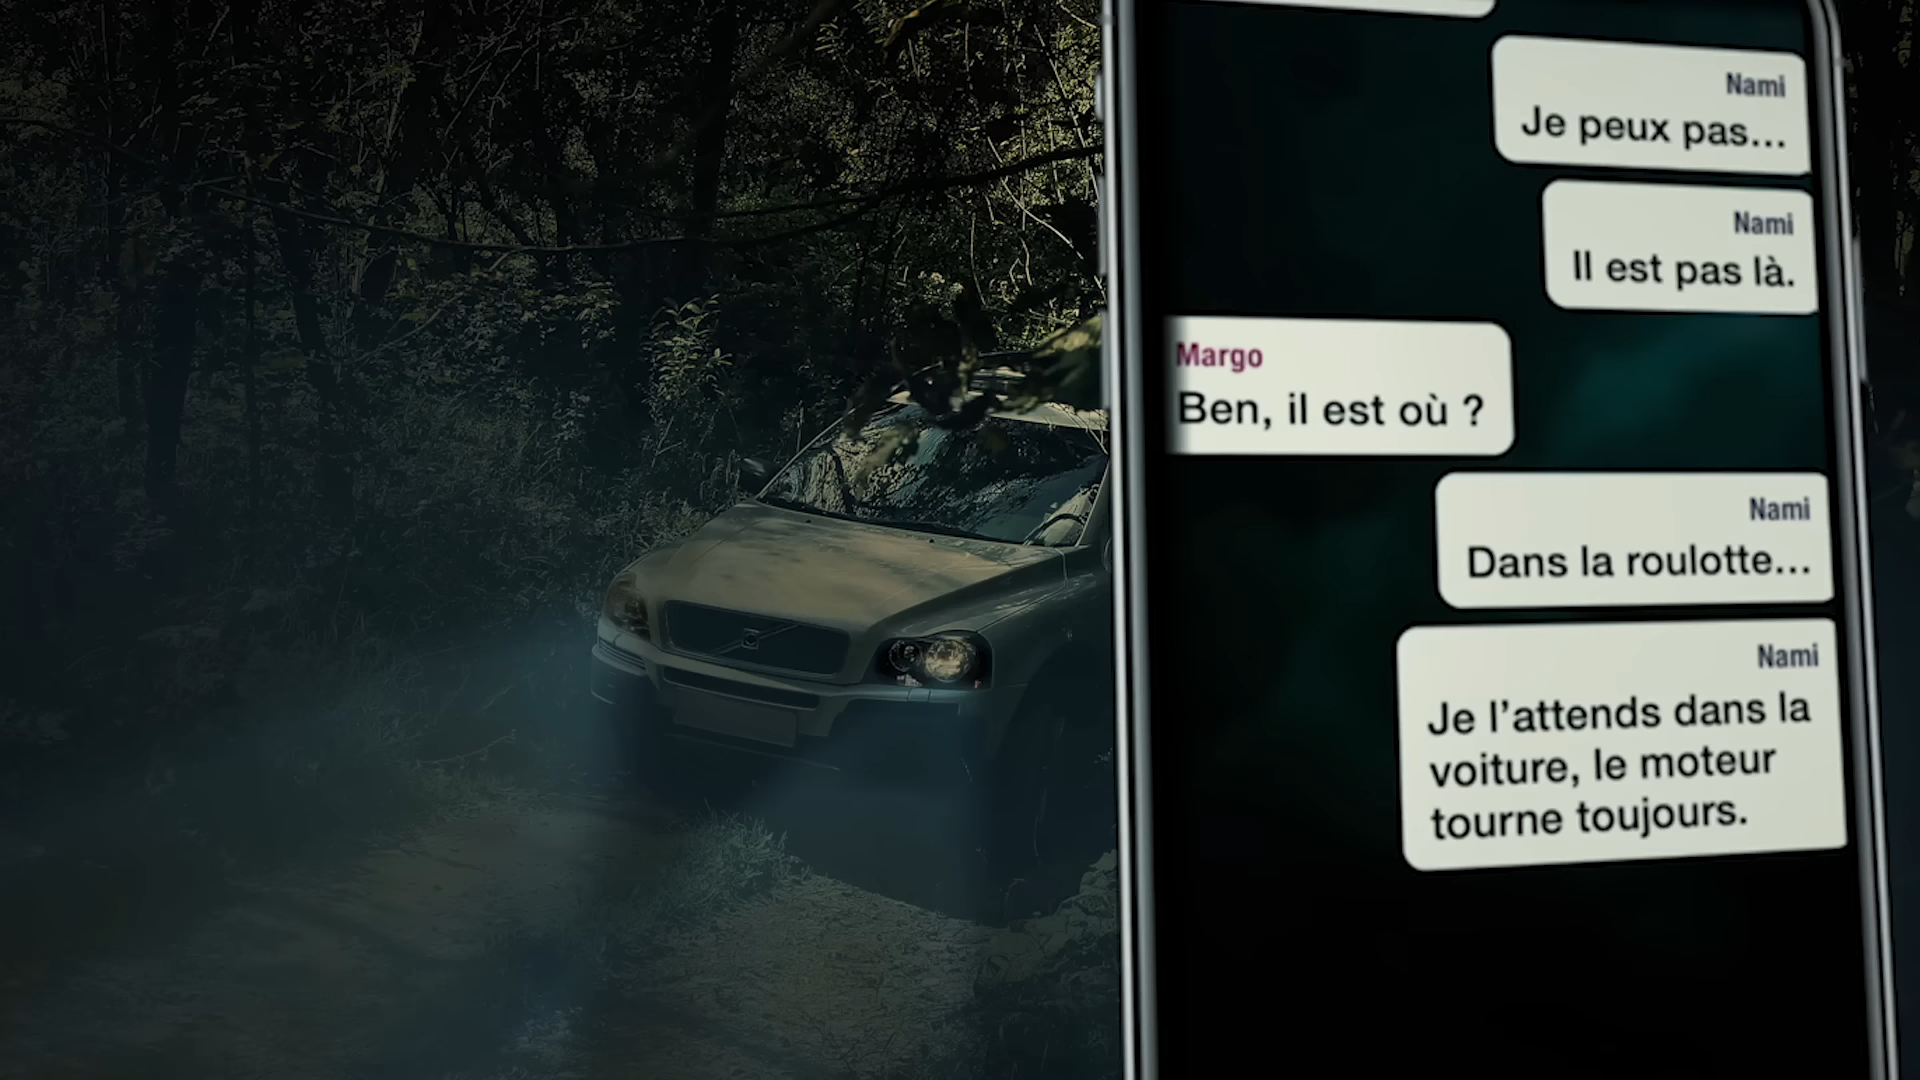 Nami
Je peux pas...
Nami
Il est pas là.
Margo
Ben, il est où ?
Nami
Dans la roulotte...
Nami
Je l’attends dans la
voiture, le moteur
tourne toujours.